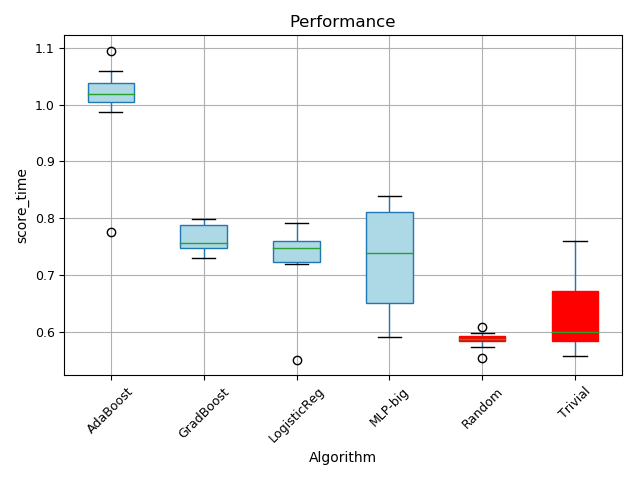 Performance
1.1
1.0
0.9
0.8
0.7
0.6
score_time
AdaBoost
GradBoost
LogisticReg
MLP-big
Random
Trivial
Algorithm